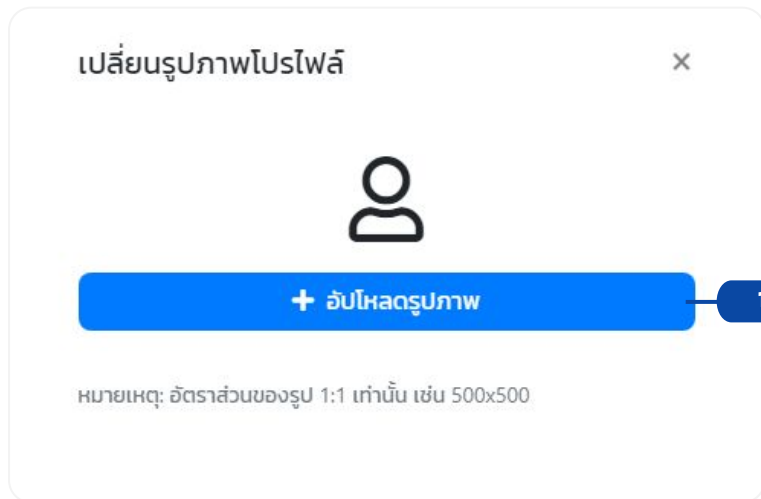 เปลี่ยนรูปภาพโปรไฟล์ ×
+ อัปโหลดรูปภาพ
หมายเหตุ: อัตราส่วนของรูป 1:1 เท่านั้น เช่น 500x500